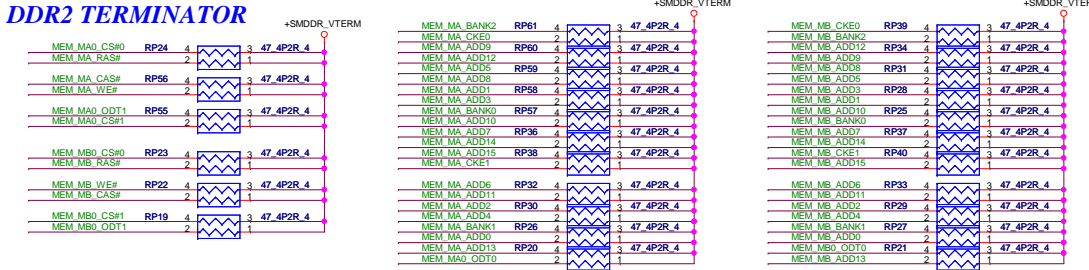 DDR2 TERMINATOR
+SMDDR_VTERM
MEM_MA0_CS#0 RP24 4 3 47_4P2R_4
MEM_MA_RAS# 2 1
MEM_MA_CAS# RP56 4 3 47_4P2R_4
MEM_MA_WE# 2 1
MEM_MA0_ODT1 RP55 4 3 47_4P2R_4
MEM_MA0_CS#1 2 1
MEM_MB0_CS#0 RP23 4 3 47_4P2R_4
MEM_MB_RAS# 2 1
MEM_MB_WE# RP22 4 3 47_4P2R_4
MEM_MB_CAS# 2 1
MEM_MB0_CS#1 RP19 4 3 47_4P2R_4
MEM_MB0_ODT1 2 1
+SMDDR_VTERM
MEM_MA_BANK2 RP61 4 3 47_4P2R_4
MEM_MA_CKE0 2 1
MEM_MA_ADD9 RP60 4 3 47_4P2R_4
MEM_MA_ADD12 2 1
MEM_MA_ADD5 RP59 4 3 47_4P2R_4
MEM_MA_ADD8 2 1
MEM_MA_ADD1 RP58 4 3 47_4P2R_4
MEM_MA_ADD3 2 1
MEM_MA_BANK0 RP57 4 3 47_4P2R_4
MEM_MA_ADD10 2 1
MEM_MA_ADD7 RP36 4 3 47_4P2R_4
MEM_MA_ADD14 2 1
MEM_MA_ADD15 RP38 4 3 47_4P2R_4
MEM_MA_CKE1 2 1
MEM_MA_ADD6 RP32 4 3 47_4P2R_4
MEM_MA_ADD11 2 1
MEM_MA_ADD2 RP30 4 3 47_4P2R_4
MEM_MA_ADD4 2 1
MEM_MA_BANK1 RP26 4 3 47_4P2R_4
MEM_MA_ADD0 2 1
MEM_MA_ADD13 RP20 4 3 47_4P2R_4
MEM_MA0_ODT0 2 1
+SMDDR_VTER
MEM_MB_CKE0 RP39 4 3 47_4P2R_4
MEM_MB_BANK2 2 1
MEM_MB_ADD12 RP34 4 3 47_4P2R_4
MEM_MB_ADD9 2 1
MEM_MB_ADD8 RP31 4 3 47_4P2R_4
MEM_MB_ADD5 2 1
MEM_MB_ADD3 RP28 4 3 47_4P2R_4
MEM_MB_ADD1 2 1
MEM_MB_ADD10 RP25 4 3 47_4P2R_4
MEM_MB_BANK0 2 1
MEM_MB_ADD7 RP37 4 3 47_4P2R_4
MEM_MB_ADD14 2 1
MEM_MB_CKE1 RP40 4 3 47_4P2R_4
MEM_MB_ADD15 2 1
MEM_MB_ADD6 RP33 4 3 47_4P2R_4
MEM_MB_ADD11 2 1
MEM_MB_ADD2 RP29 4 3 47_4P2R_4
MEM_MB_ADD4 2 1
MEM_MB_BANK1 RP27 4 3 47_4P2R_4
MEM_MB_ADD0 2 1
MEM_MB0_ODT0 RP21 4 3 47_4P2R_4
MEM_MB_ADD13 2 1